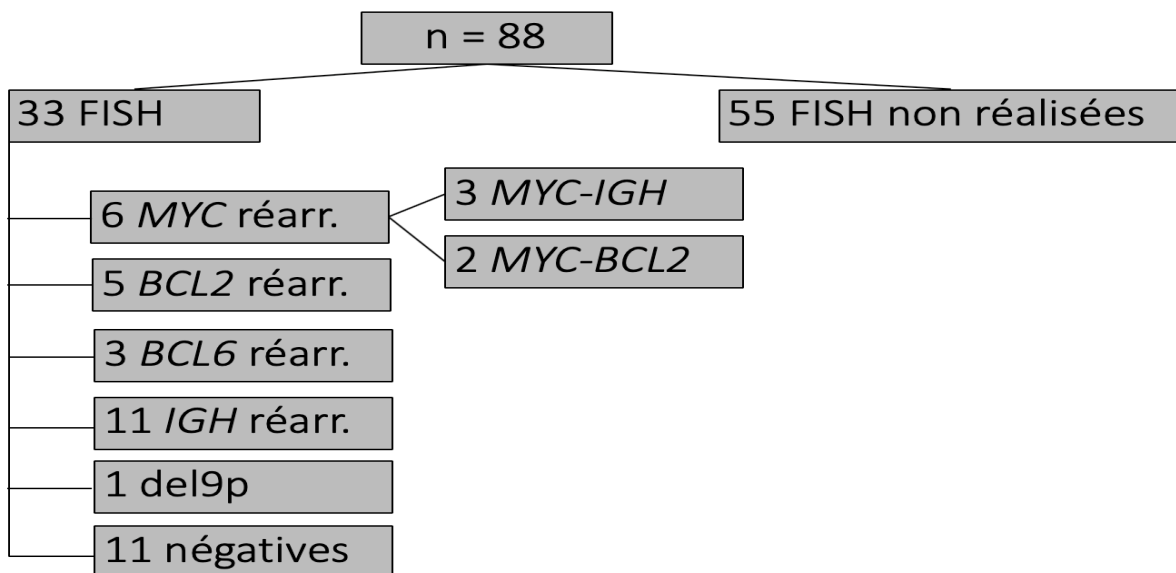 n = 88
33 FISH
55 FISH non réalisées
6 MYC réarr.
3 MYC-IGH
2 MYC-BCL2
5 BCL2 réarr.
3 BCL6 réarr.
11 IGH réarr.
1 del9p
11 négatives